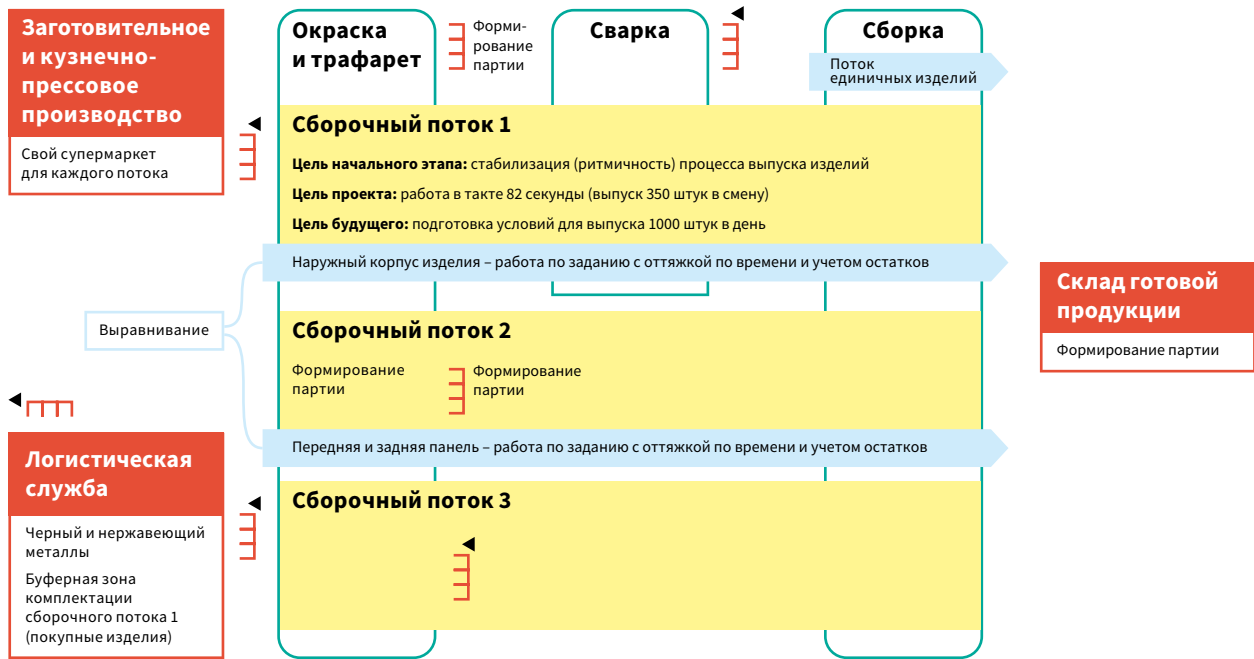 Заготовительное
и кузнечно-
прессовое
производство
Свой супермаркет
для каждого потока
Окраска
и трафарет
Форми-
рование
партии
Сварка
Сборка
Поток
единичных изделий
Сборочный поток 1
Цель начального этапа: стабилизация (ритмичность) процесса выпуска изделий
Цель проекта: работа в такте 82 секунды (выпуск 350 штук в смену)
Цель будущего: подготовка условий для выпуска 1000 штук в день
Наружный корпус изделия – работа по заданию с оттяжкой по времени и учетом остатков
Выравнивание
Склад готовой
продукции
Формирование партии
Сборочный поток 2
Формирование
партии
Формирование
партии
Передняя и задняя панель – работа по заданию с оттяжкой по времени и учетом остатков
Логистическая
служба
Черный и нержавеющий
металлы
Буферная зона
комплектации
сборочного потока 1
(покупные изделия)
Сборочный поток 3